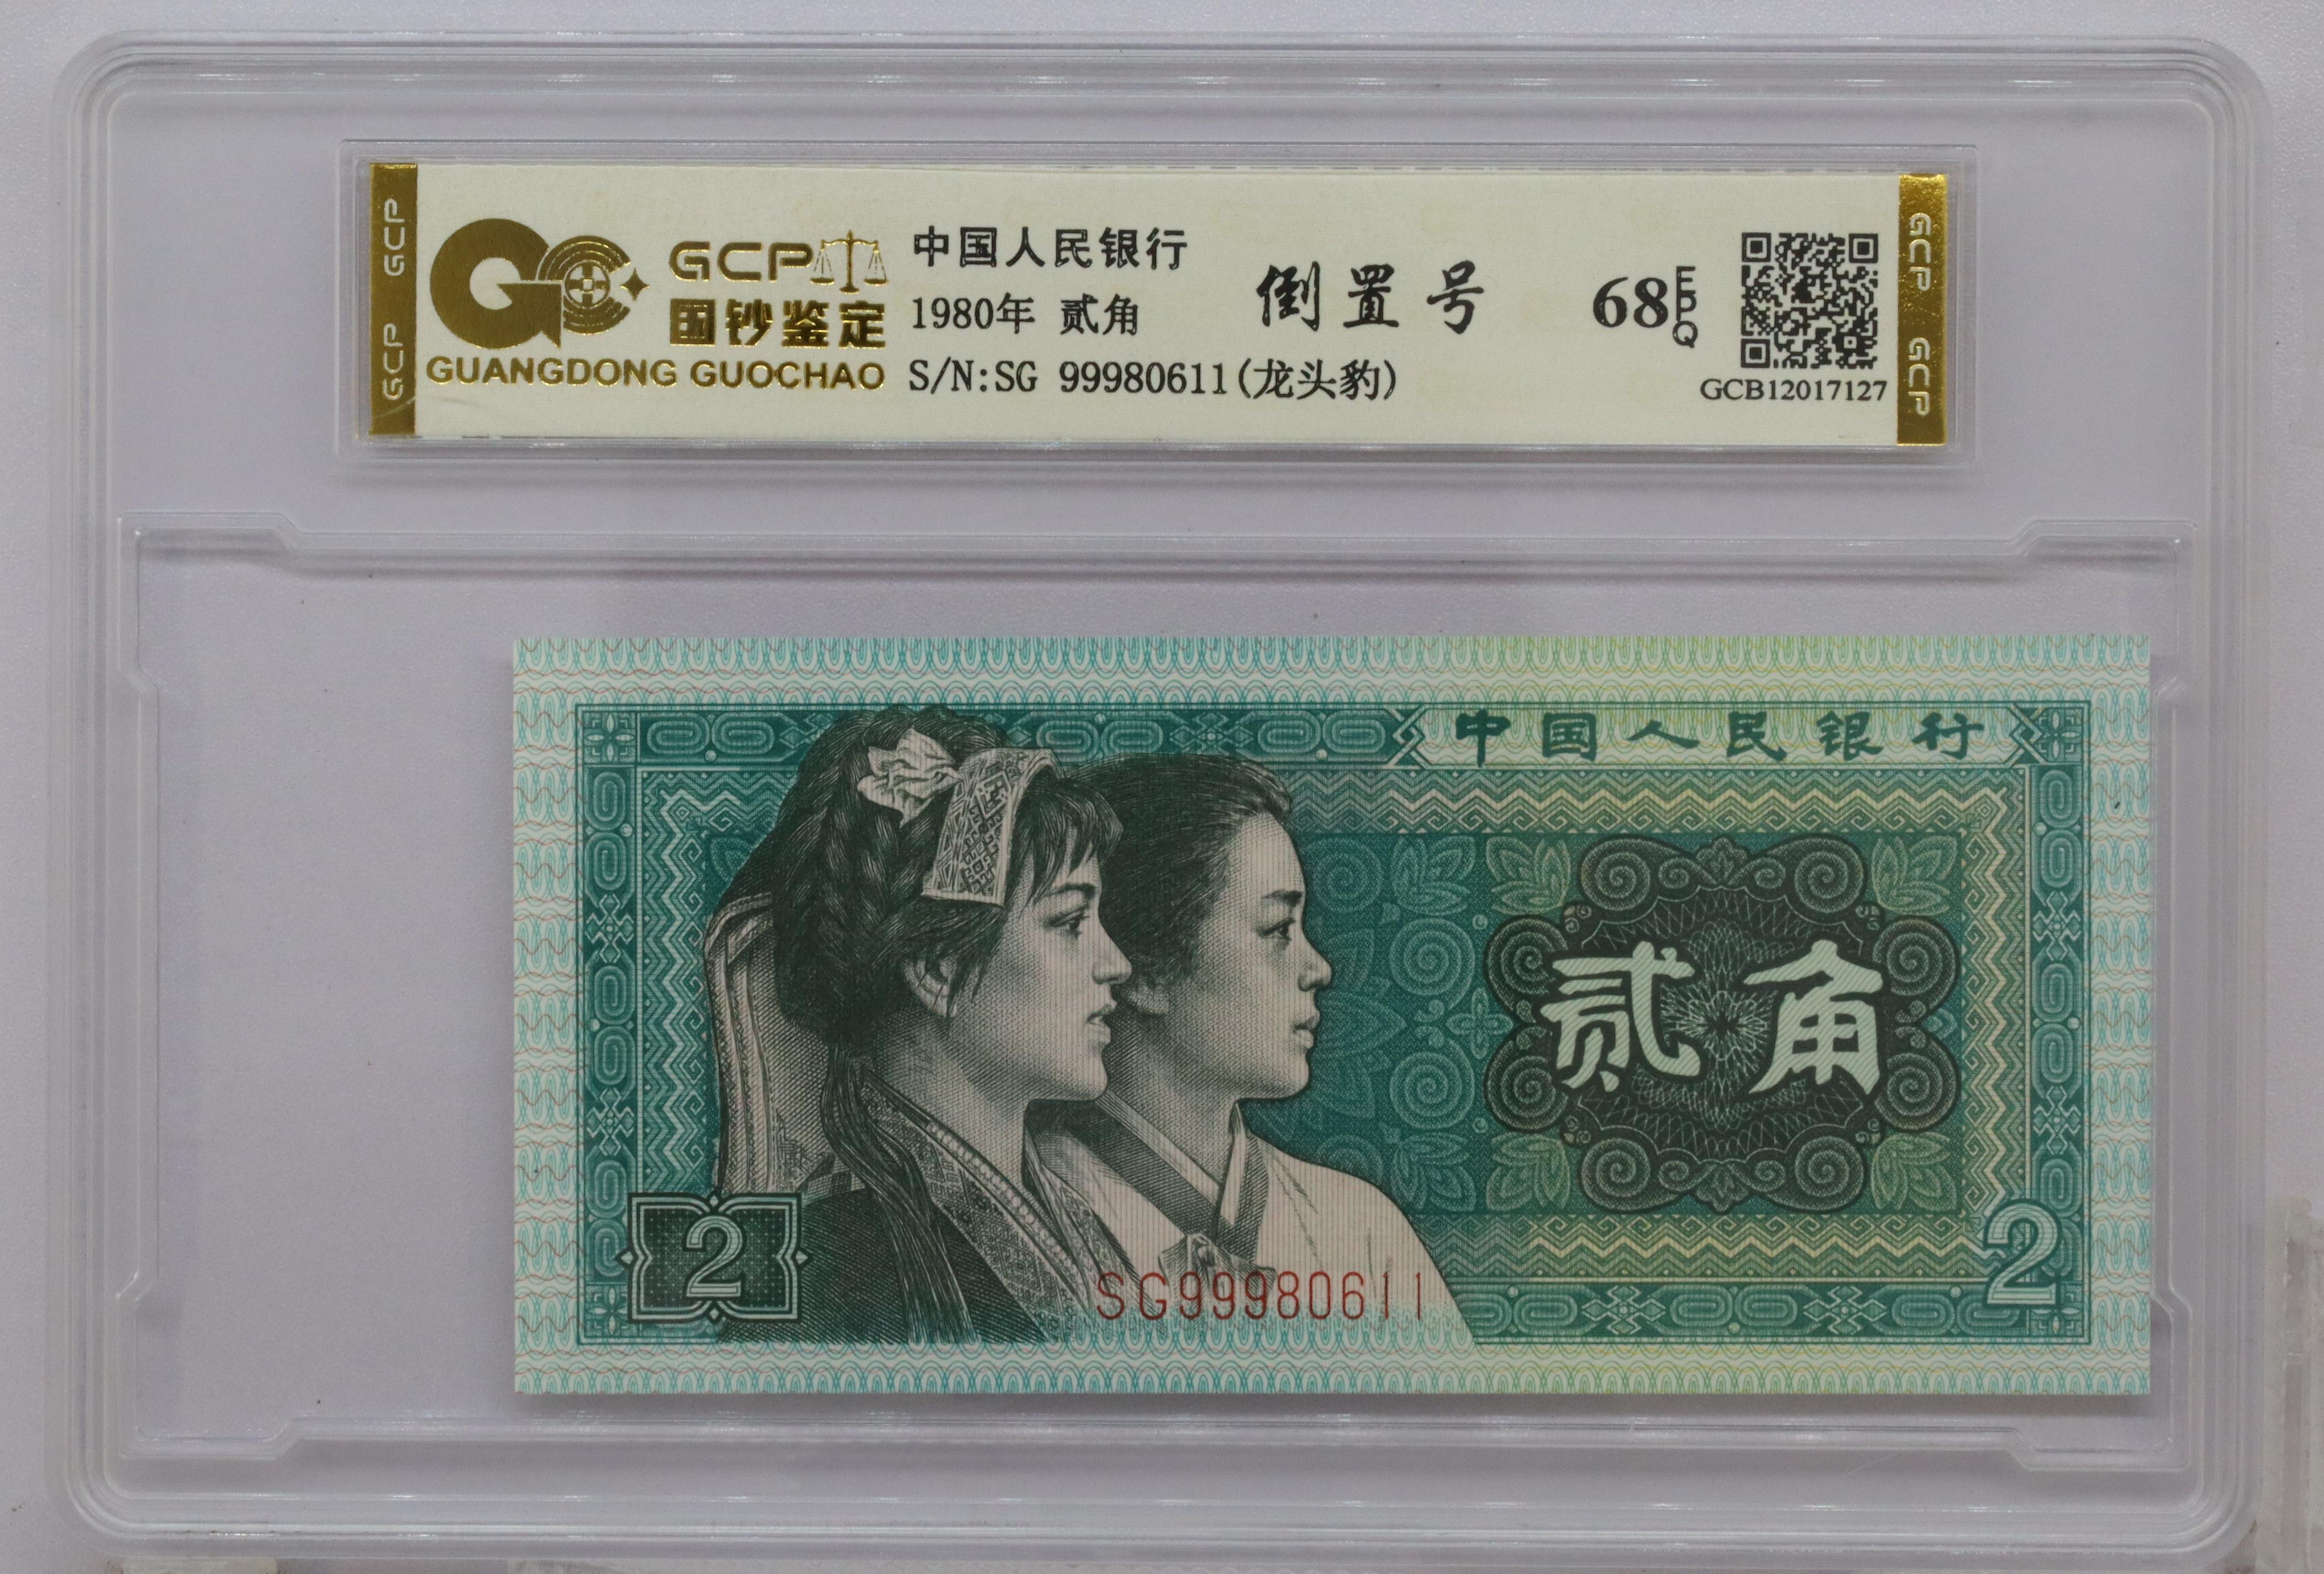 GCP GCP
GCP
国钞鉴定
GUANGDONG GUOCHAO
中国人民银行
1980年 贰角
S/N:SG 99980611(龙头豹)
倒置号
68 EPQ
GCB12017127
GCP GCP
中国人民银行
贰角
2
SG99980611
2